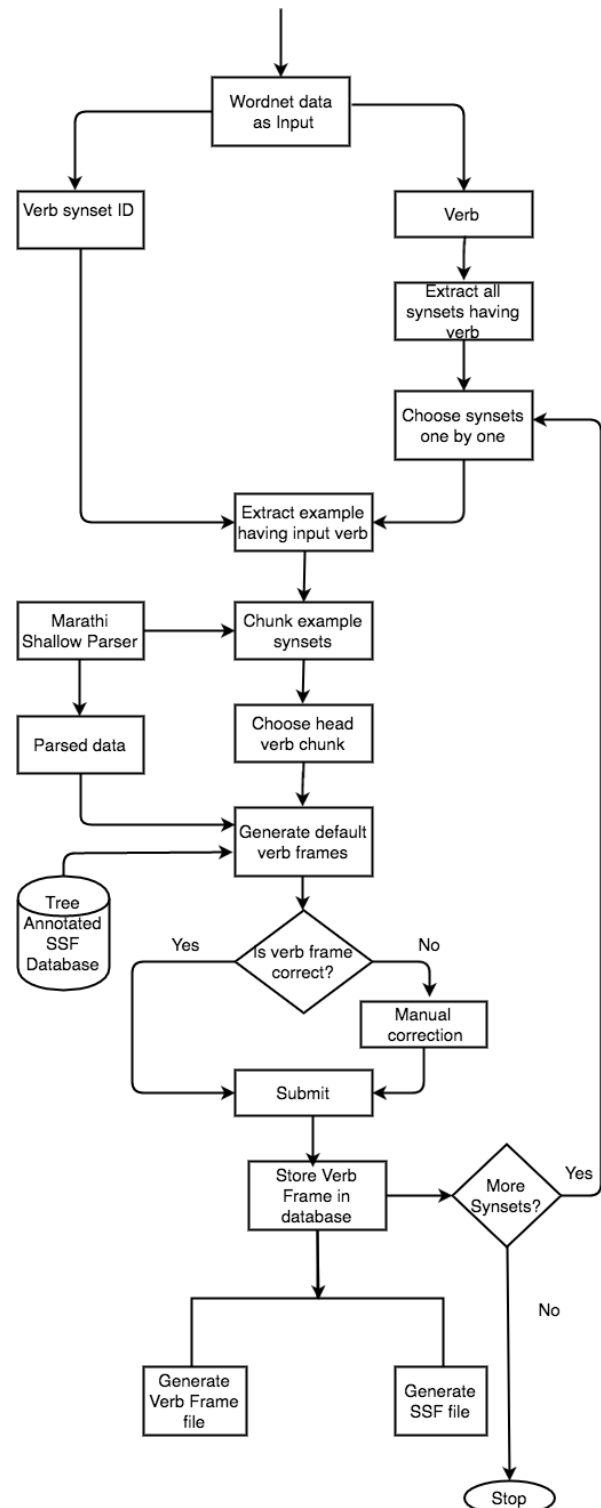 Wordnet data
as Input
Verb synset ID
Verb
Extract all
synsets having
verb
Choose synsets
one by one
Extract example
having input verb
Marathi
Shallow Parser
Chunk example
synsets
Parsed data
Choose head
verb chunk
Generate default
verb frames
Tree
Annotated
SSF
Database
Yes
Is verb frame
correct?
No
Manual
correction
Submit
Store Verb
Frame in
database
More
Synsets?
Yes
No
Generate
Verb Frame
file
Generate
SSF file
Stop